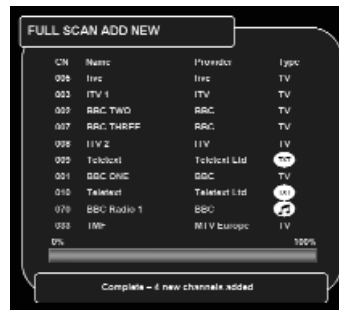 FULL SCAN ADD NEW
CN Name Provider Type
005 five five TV
003 ITV 1 ITV TV
002 BBC TWO BBC TV
007 BBC THREE BBC TV
008 ITV 2 ITV TV
009 Teletext Teletext Ltd TXT
001 BBC ONE BBC TV
010 Teletext Teletext Ltd TXT
070 BBC Radio 1 BBC
033 TMF MTV Europe TV
0% 100%
Complete – 4 new channels added